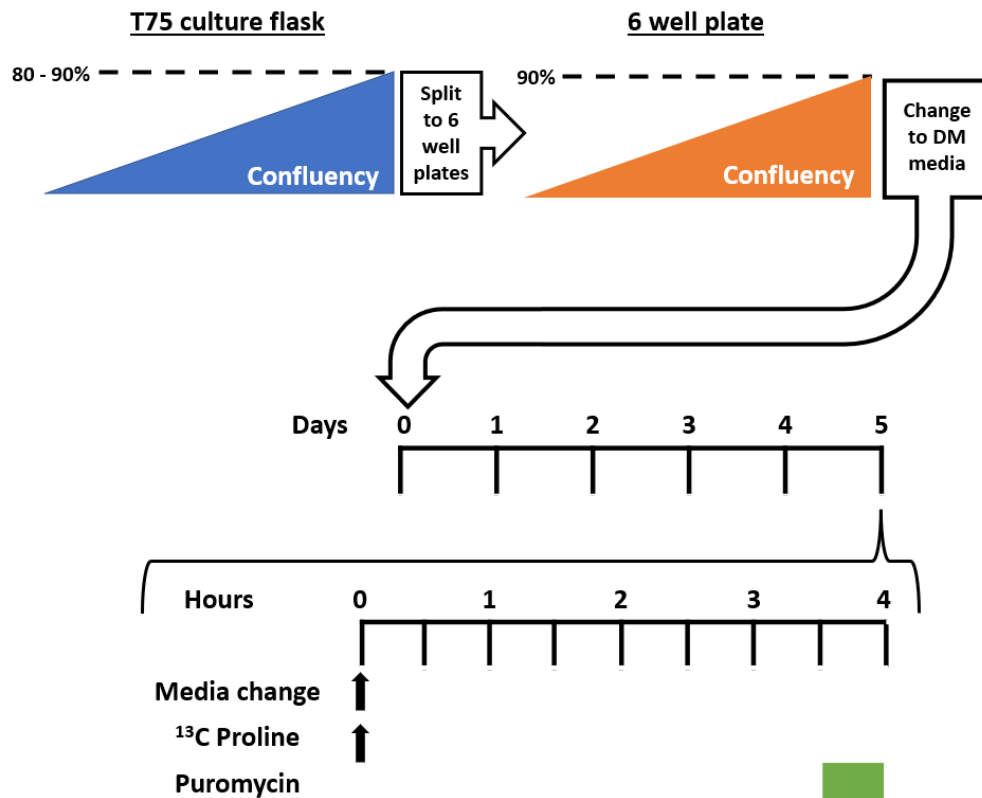 T75 culture flask
6 well plate
80 - 90%
90%
Split
to 6
well
plates
Change
to DM
media
Confluency
Confluency
Days 0 1 2 3 4 5
Hours 0 1 2 3 4
Media change
¹³C Proline
Puromycin